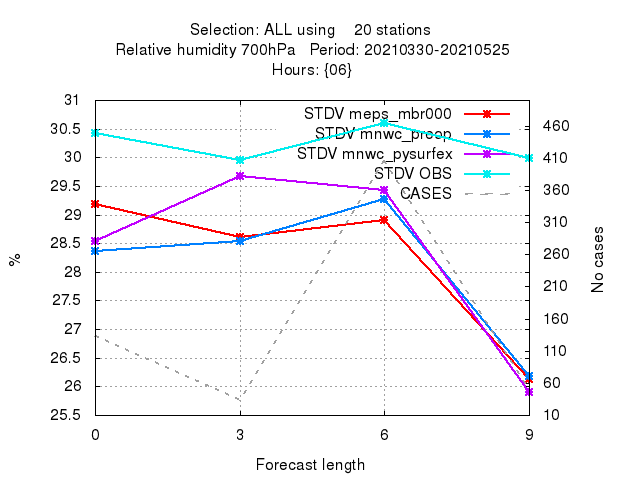 Selection: ALL using 20 stations
Relative humidity 700hPa Period: 20210330-20210525
Hours: {06}
STDV meps_mbr000
STDV mnwc_preop
STDV mnwc_pysurfex
STDV OBS
CASES
31
30.5
30
29.5
29
28.5
28
27.5
27
26.5
26
25.5
%
460
410
360
310
260
210
160
110
60
10
No cases
0 3 6 9
Forecast length